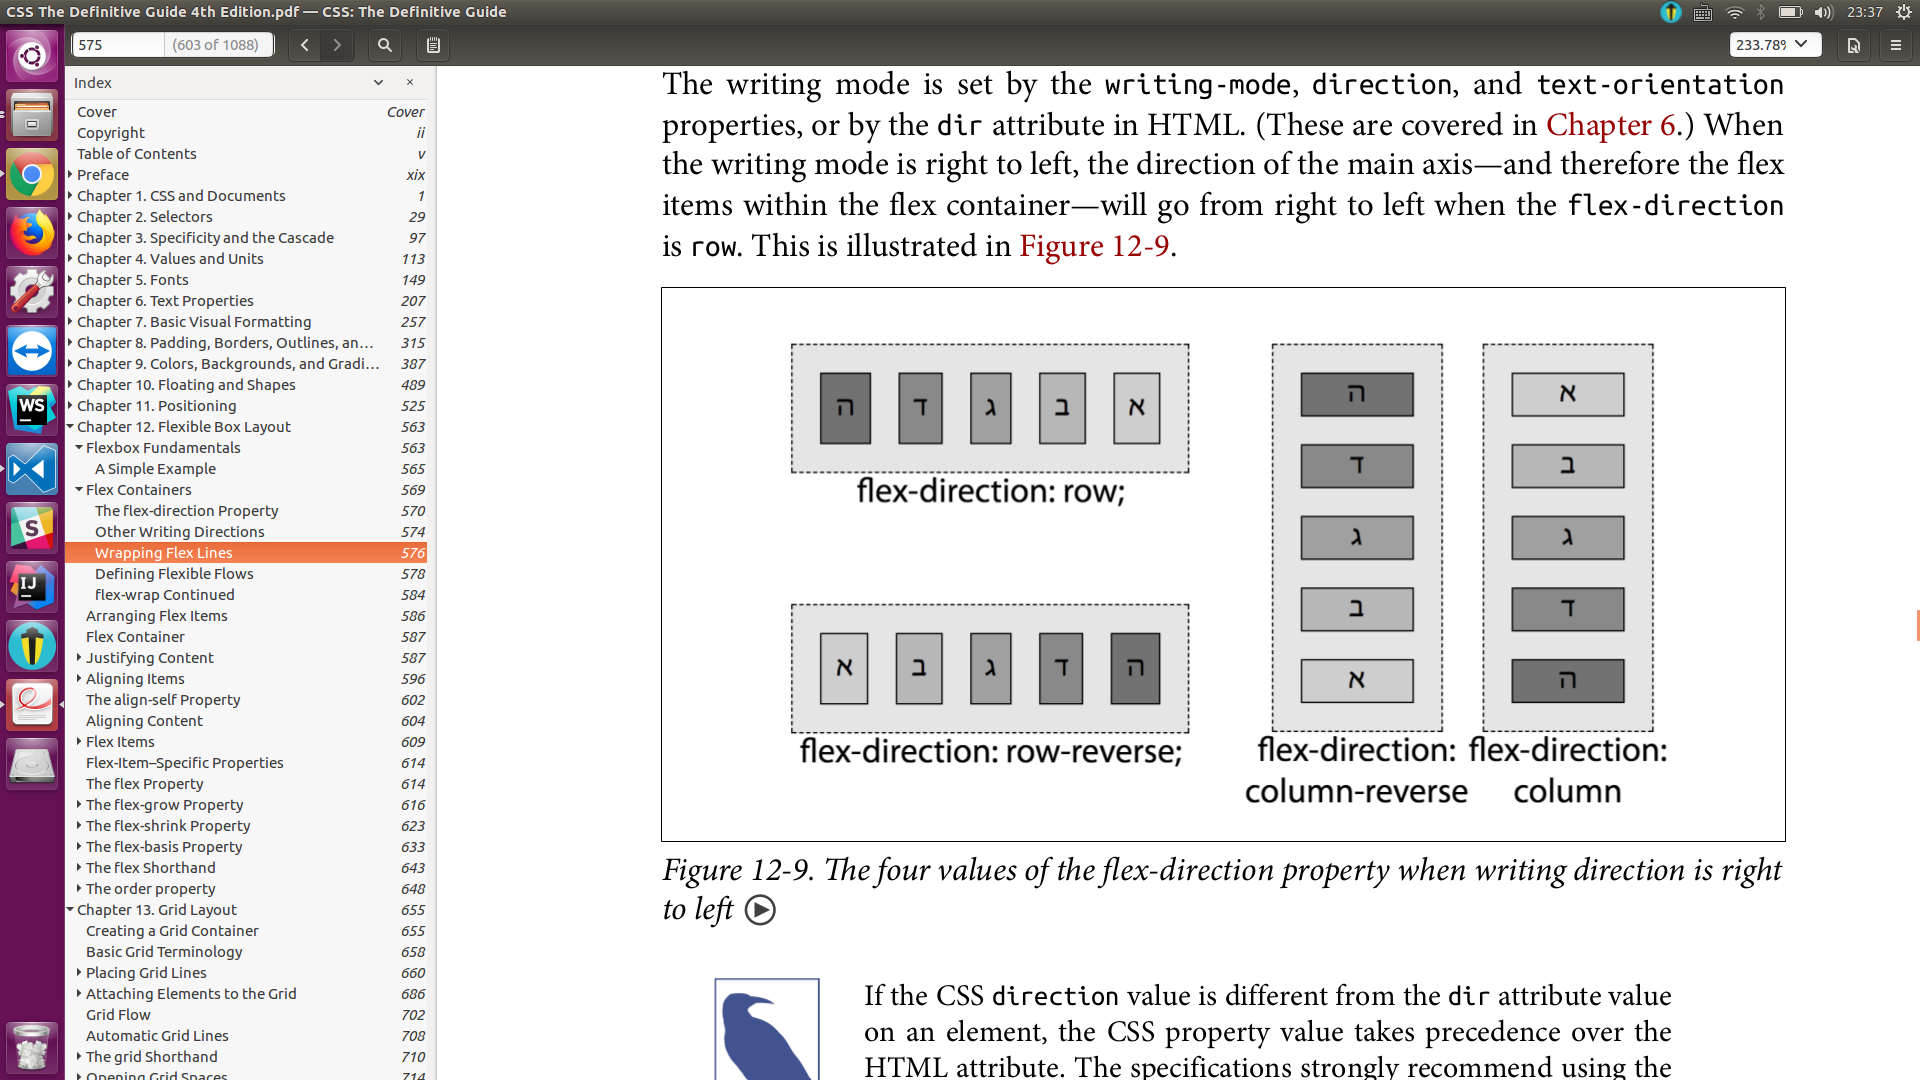 CSS The Definitive Guide 4th Edition.pdf — CSS: The Definitive Guide
23:37
575
(603 of 1088)
233.78%
Index
Cover Cover
Copyright ii
Table of Contents v
Preface xix
Chapter 1. CSS and Documents 1
Chapter 2. Selectors 29
Chapter 3. Specificity and the Cascade 97
Chapter 4. Values and Units 113
Chapter 5. Fonts 149
Chapter 6. Text Properties 207
Chapter 7. Basic Visual Formatting 257
Chapter 8. Padding, Borders, Outlines, an… 315
Chapter 9. Colors, Backgrounds, and Gradi… 387
Chapter 10. Floating and Shapes 489
Chapter 11. Positioning 525
Chapter 12. Flexible Box Layout 563
Flexbox Fundamentals 563
A Simple Example 565
Flex Containers 569
The flex-direction Property 570
Other Writing Directions 574
Wrapping Flex Lines 576
Defining Flexible Flows 578
flex-wrap Continued 584
Arranging Flex Items 586
Flex Container 587
Justifying Content 587
Aligning Items 596
The align-self Property 602
Aligning Content 604
Flex Items 609
Flex-Item–Specific Properties 614
The flex Property 614
The flex-grow Property 616
The flex-shrink Property 623
The flex-basis Property 633
The flex Shorthand 643
The order property 648
Chapter 13. Grid Layout 655
Creating a Grid Container 655
Basic Grid Terminology 658
Placing Grid Lines 660
Attaching Elements to the Grid 686
Grid Flow 702
Automatic Grid Lines 708
The grid Shorthand 710
Opening Grid Spaces 714
WS
S
IJ
The writing mode is set by the writing-mode, direction, and text-orientation
properties, or by the dir attribute in HTML. (These are covered in Chapter 6.) When
the writing mode is right to left, the direction of the main axis—and therefore the flex
items within the flex container—will go from right to left when the flex-direction
is row. This is illustrated in Figure 12-9.
ה ד ג ב א
flex-direction: row;
א ב ג ד ה
flex-direction: row-reverse;
ה
ד
ג
ב
א
flex-direction:
column-reverse
א
ב
ג
ד
ה
flex-direction:
column
Figure 12-9. The four values of the flex-direction property when writing direction is right
to left
If the CSS direction value is different from the dir attribute value
on an element, the CSS property value takes precedence over the
HTML attribute. The specifications strongly recommend using the